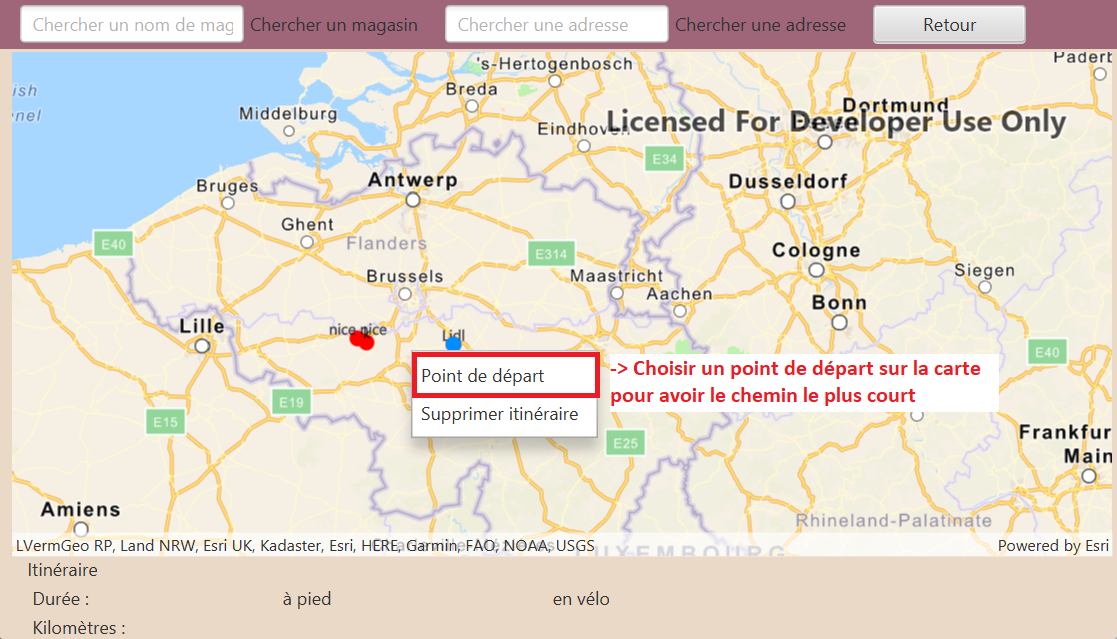 Chercher un nom de mag
Chercher un magasin
Chercher une adresse
Chercher une adresse
Retour
ish
nel
's-Hertogenbosch
Paderb
Breda
Middelburg
Dortmund
Licensed For Developer Use Only
Eindhoven
E34
Antwerp
Dusseldorf
Bruges
Ghent
E40
Flanders
E314
Cologne
Brussels
Maastricht
Siegen
Aachen
Bonn
Lille
nice nice
Lidl
E40
Point de départ
-> Choisir un point de départ sur la carte
pour avoir le chemin le plus court
E19
Supprimer itinéraire
E15
E25
Frankfur
Main
Amiens
Rhineland-Palatinate
LUXEMBOURG
LVermGeo RP, Land NRW, Esri UK, Kadaster, Esri, HERE, Garmin, FAO, NOAA, USGS
Powered by Esri
Itinéraire
Durée :
à pied
en vélo
Kilomètres :